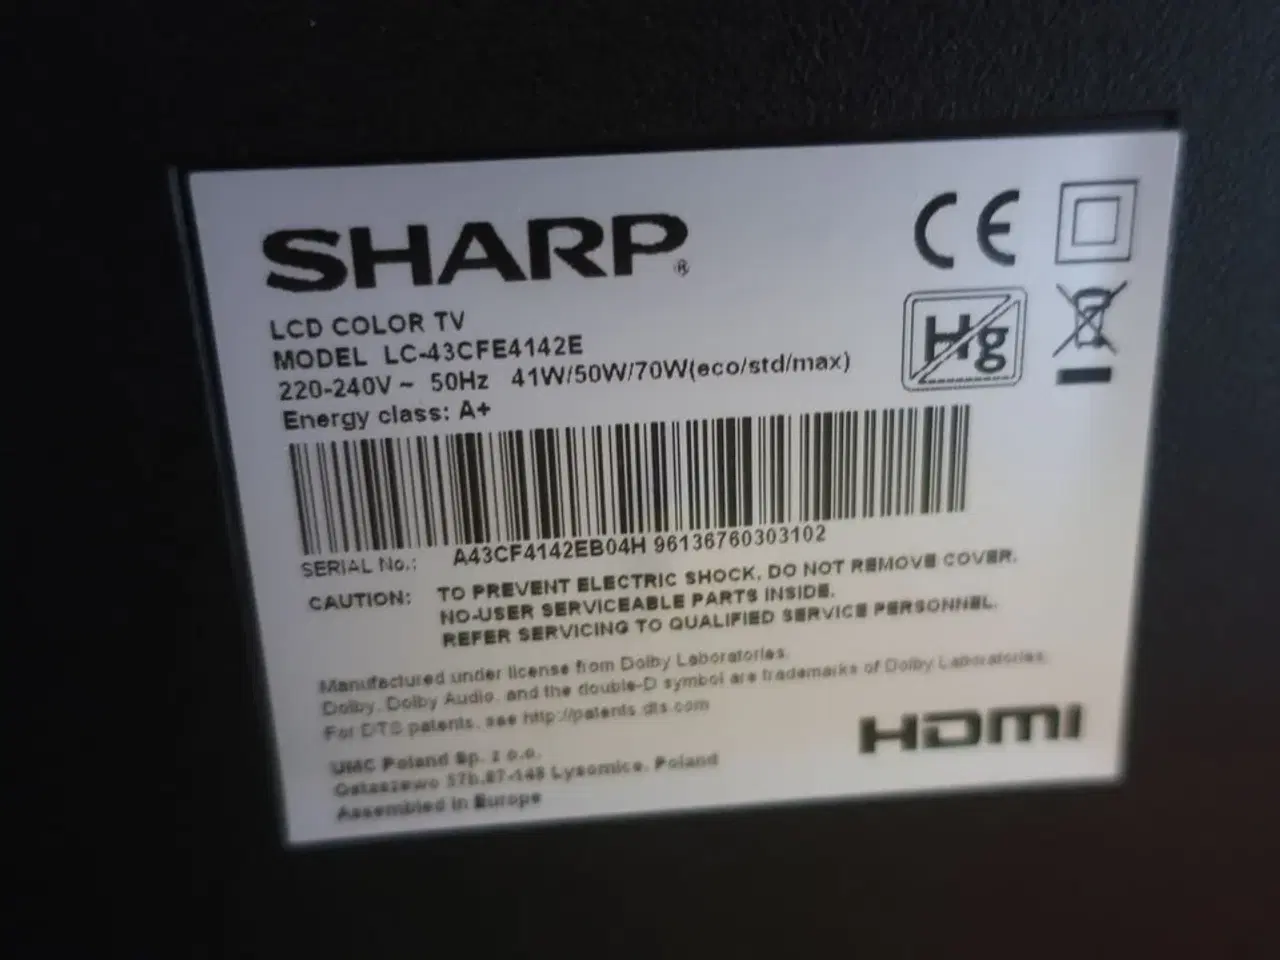 SHARP®
LCD COLOR TV
MODEL LC-43CFE4142E
220-240V ~ 50Hz 41W/50W/70W(eco/std/max)
Energy class: A+
CE
Hg
SERIAL No.: A43CF4142EB04H 96136760303102
CAUTION: TO PREVENT ELECTRIC SHOCK, DO NOT REMOVE COVER.
NO-USER SERVICEABLE PARTS INSIDE.
REFER SERVICING TO QUALIFIED SERVICE PERSONNEL.
Manufactured under license from Dolby Laboratories.
Dolby, Dolby Audio, and the double-D symbol are trademarks of Dolby Laboratories.
For DTS patents, see http://patents.dts.com
HDMI
UMC Poland Sp. z o.o.
57b, 87-148 Lysomice, Poland
Assembled in Europe